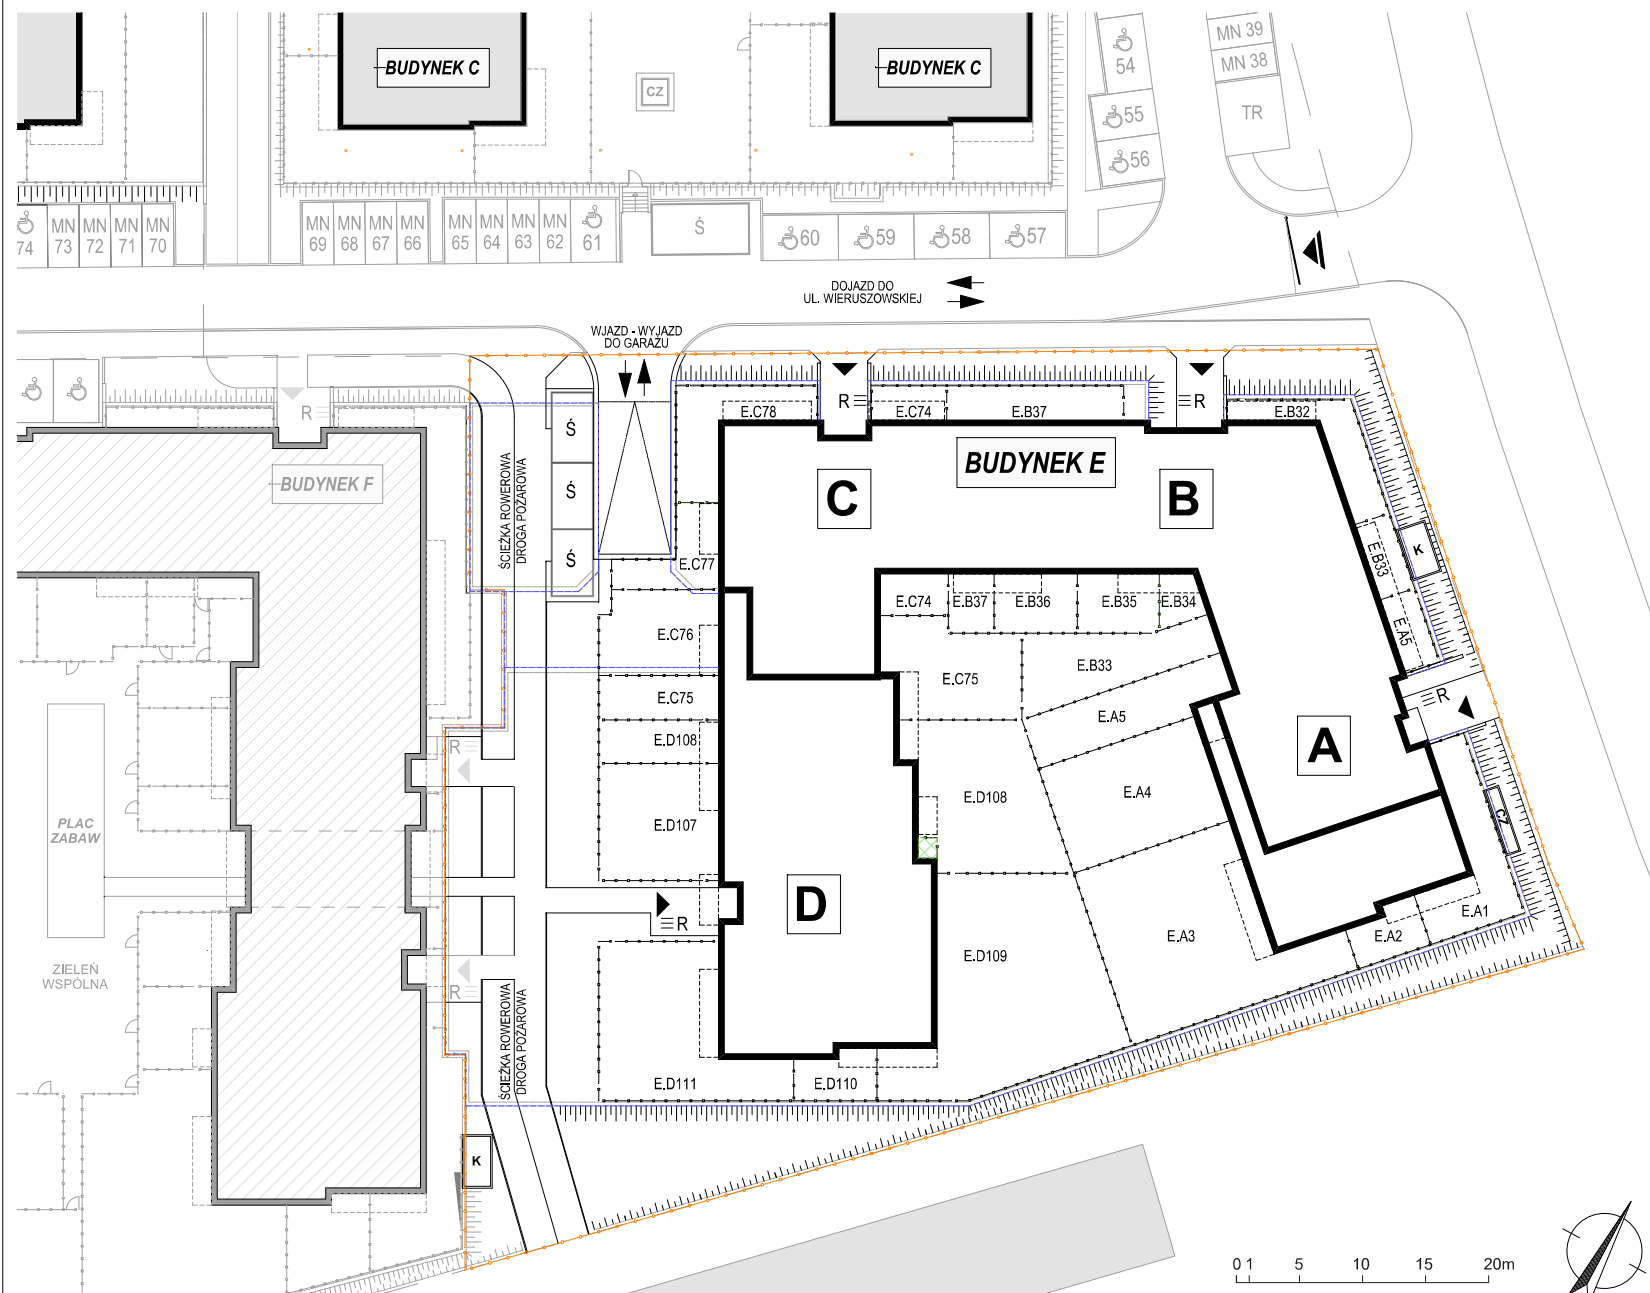 BUDYNEK C
CZ
BUDYNEK C
54
55
56
MN 39
MN 38
TR
74
MN
73
MN
72
MN
71
MN
70
MN
69
MN
68
MN
67
MN
66
MN
65
MN
64
MN
63
MN
62
61
Ś
60
59
58
57
DOJAZD DO
UL. WIERUSZOWSKIEJ
WJAZD - WYJAZD
DO GARAŻU
R
BUDYNEK F
ŚCIEŻKA ROWEROWA
DROGA POŻAROWA
Ś
Ś
Ś
E.C78
R
E.C74
E.B37
R
E.B32
BUDYNEK E
C
B
K
E.B33
E.A5
E.C77
E.C76
E.C75
E.D108
E.D107
E.C74
E.B37
E.B36
E.B35
E.B34
E.C75
E.B33
E.A5
E.A4
R
A
CZ
R
PLAC
ZABAW
E.D108
D
R
E.D109
E.A3
E.A2
E.A1
ZIELEŃ
WSPÓLNA
R
ŚCIEŻKA ROWEROWA
DROGA POŻAROWA
E.D111
E.D110
K
0 1 5 10 15 20m